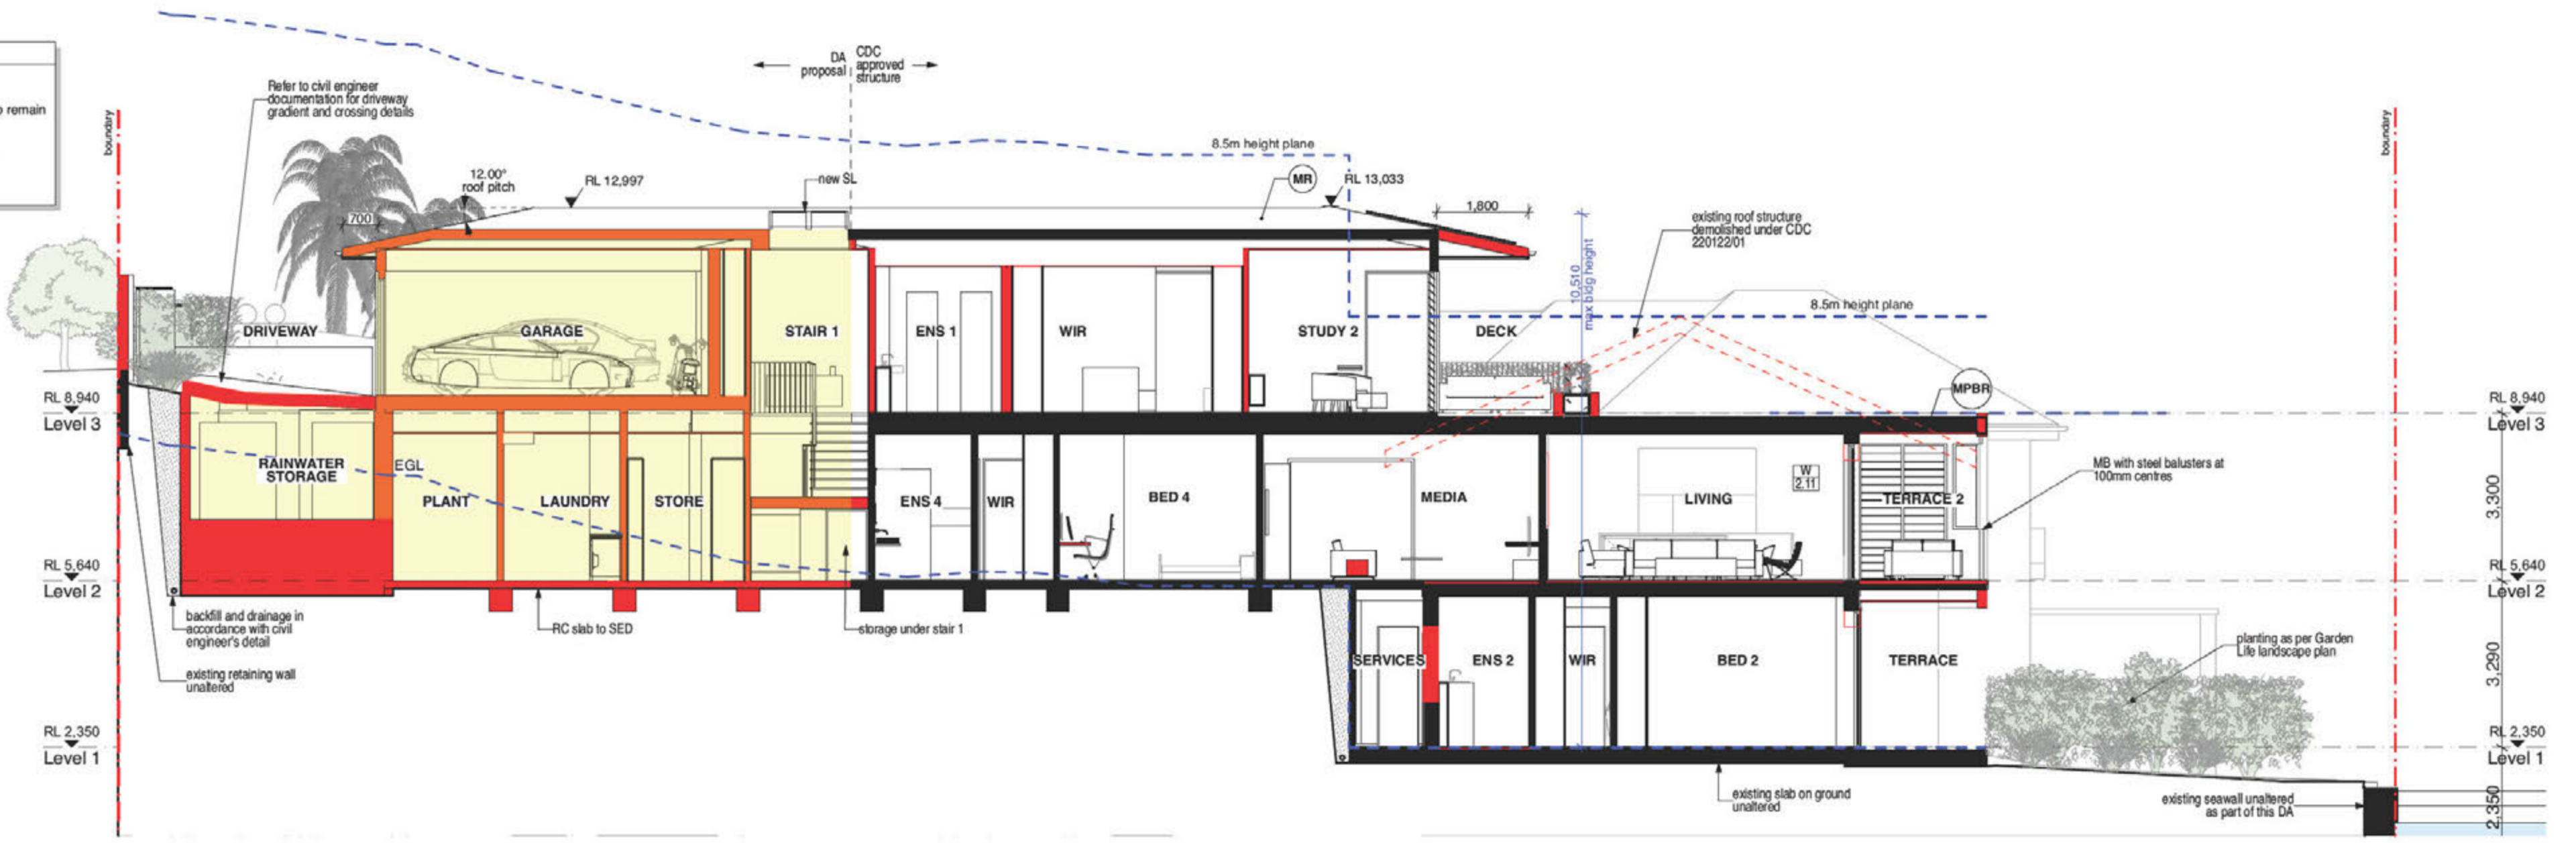 o remain
Refer to civil engineer
documentation for driveway
gradient and crossing details
boundary
DA
proposal
CDC
approved
structure
8.5m height plane
boundary
12.00°
roof pitch
RL 12,997
new SL
MR
RL 13,033
700
1,800
existing roof structure
demolished under CDC
220122/01
10,510
max bldg height
8.5m height plane
DRIVEWAY
GARAGE
STAIR 1
ENS 1
WIR
STUDY 2
DECK
MPBR
RL 8,940
Level 3
RL 8,940
Level 3
RAINWATER
STORAGE
EGL
PLANT
LAUNDRY
STORE
ENS 4
WIR
BED 4
MEDIA
LIVING
W
2.11
TERRACE 2
MB with steel balusters at
100mm centres
3,300
RL 5,640
Level 2
RL 5,640
Level 2
backfill and drainage in
accordance with civil
engineer's detail
RC slab to SED
storage under stair 1
existing retaining wall
unaltered
SERVICES
ENS 2
WIR
BED 2
TERRACE
planting as per Garden
Life landscape plan
3,290
RL 2,350
Level 1
RL 2,350
Level 1
existing slab on ground
unaltered
existing seawall unaltered
as part of this DA
2,350